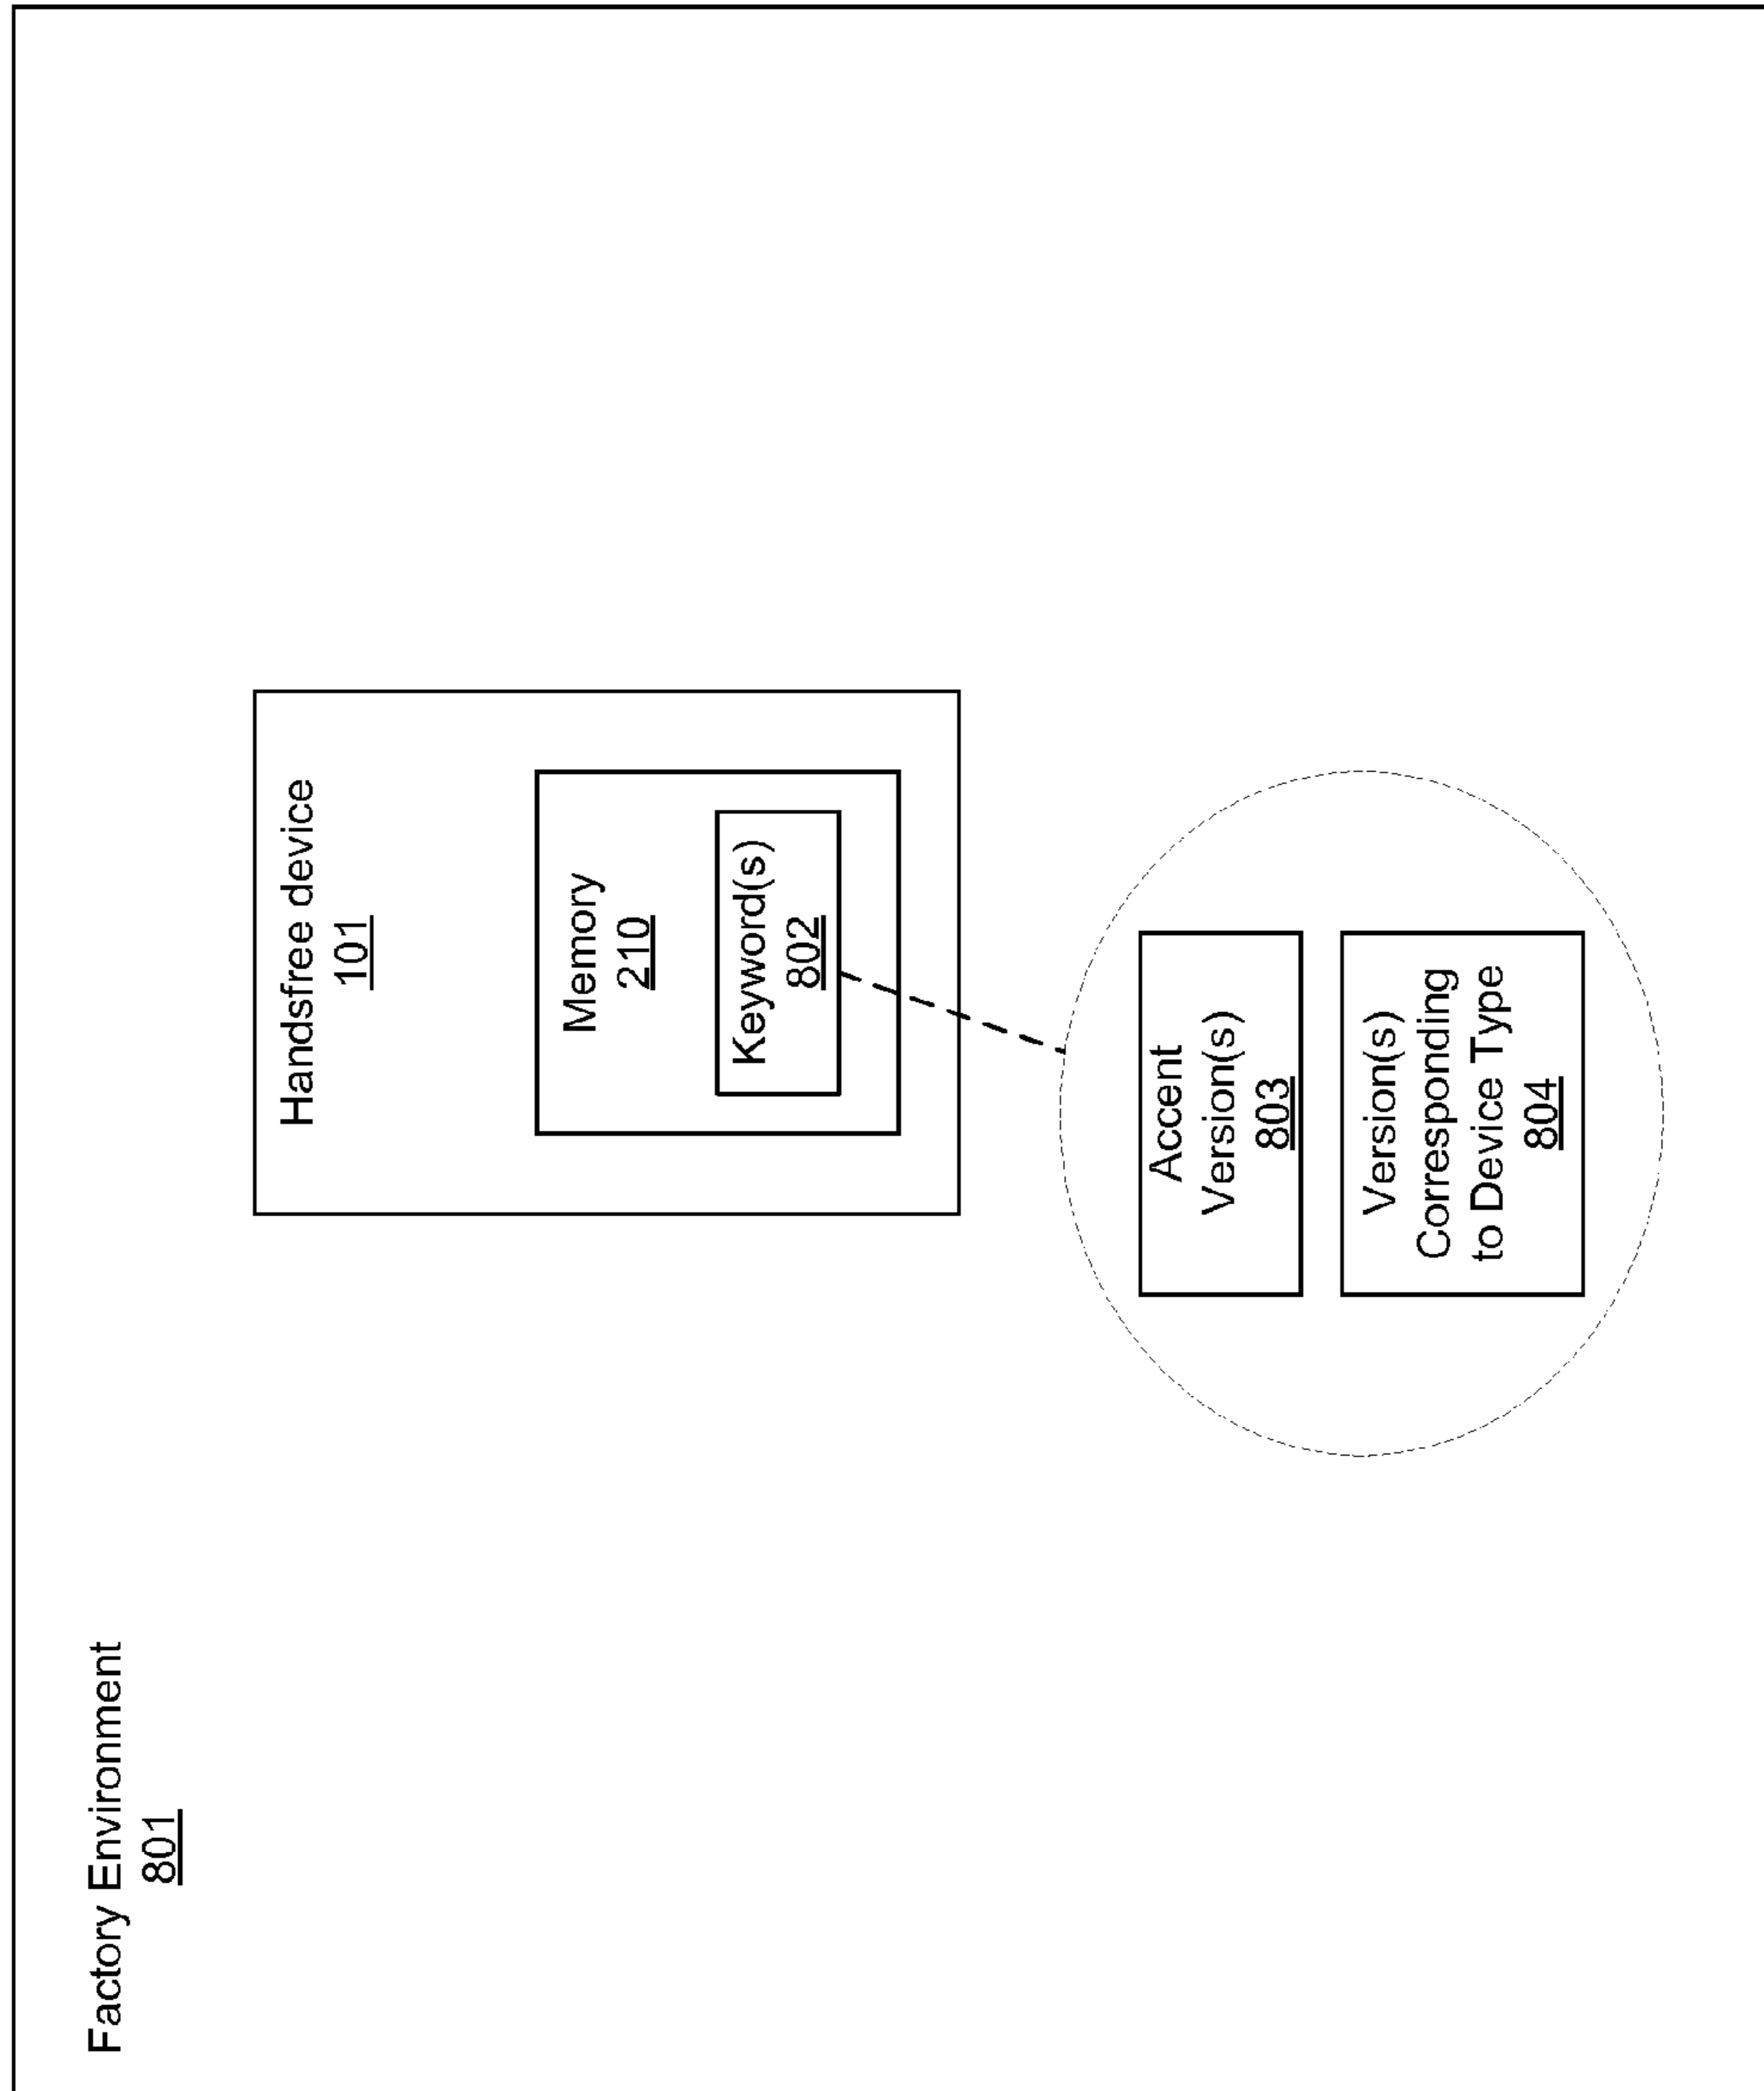 Factory Environment
801
Handsfree device
101
Memory
210
Keyword(s)
802
Accent
Version(s)
803
Version(s)
Corresponding
to Device Type
804